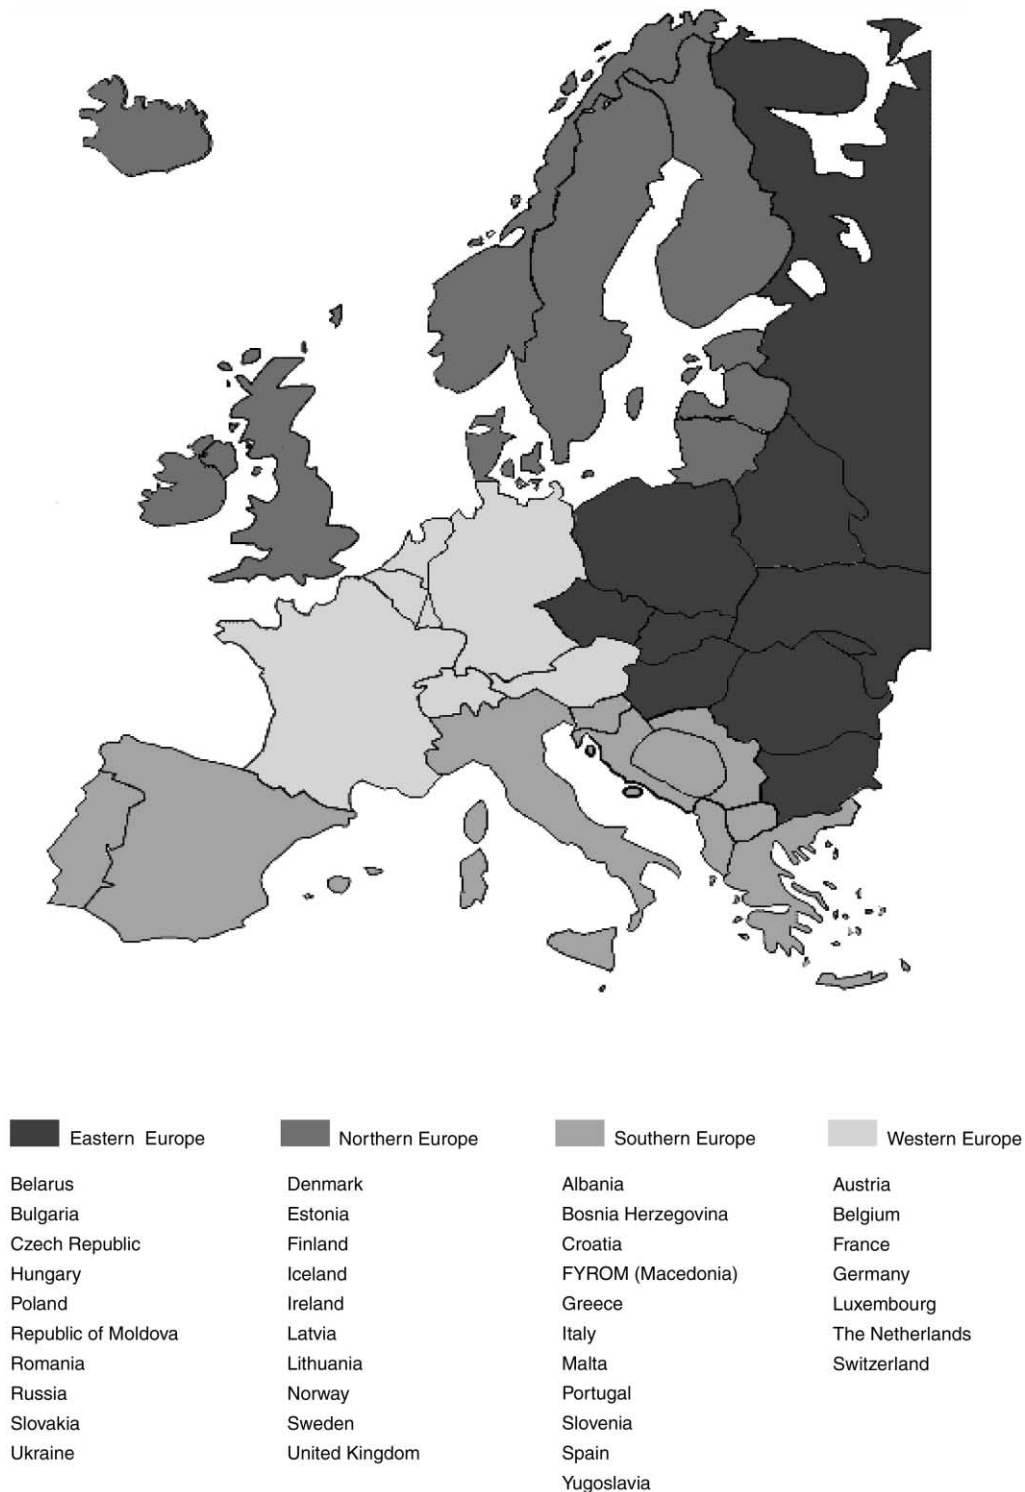 Eastern Europe
Belarus
Bulgaria
Czech Republic
Hungary
Poland
Republic of Moldova
Romania
Russia
Slovakia
Ukraine
Northern Europe
Denmark
Estonia
Finland
Iceland
Ireland
Latvia
Lithuania
Norway
Sweden
United Kingdom
Southern Europe
Albania
Bosnia Herzegovina
Croatia
FYROM (Macedonia)
Greece
Italy
Malta
Portugal
Slovenia
Spain
Yugoslavia
Western Europe
Austria
Belgium
France
Germany
Luxembourg
The Netherlands
Switzerland